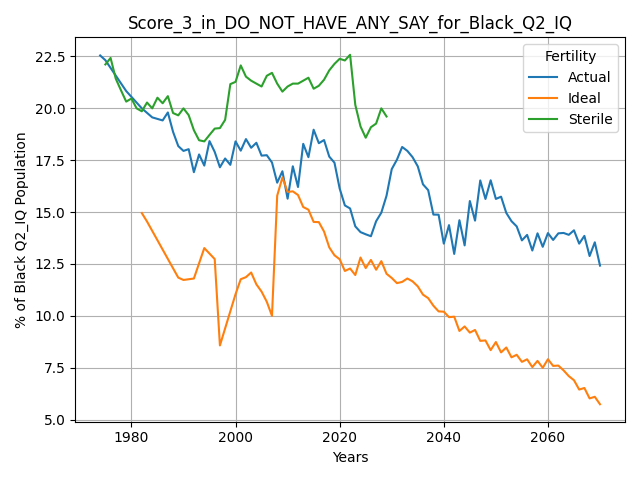 Score_3_in_DO_NOT_HAVE_ANY_SAY_for_Black_Q2_IQ
Fertility
Actual
Ideal
Sterile
% of Black Q2_IQ Population
22.5
20.0
17.5
15.0
12.5
10.0
7.5
5.0
1980 2000 2020 2040 2060
Years